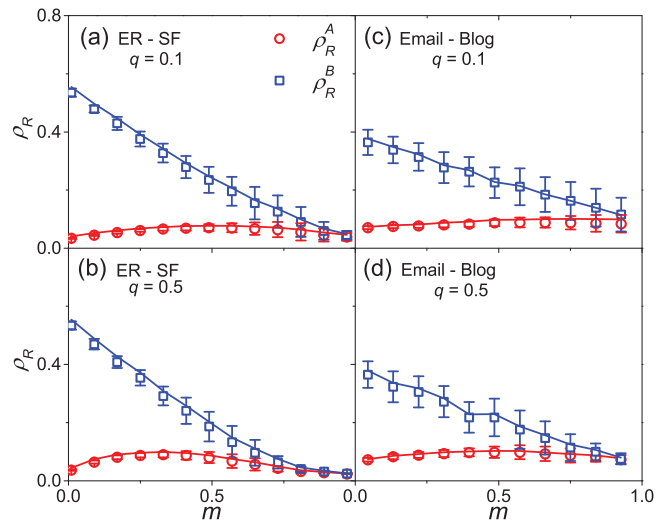 (a) ER - SF
q = 0.1
ρ_R^A
ρ_R^B
(c) Email - Blog
q = 0.1
0.8
0.4
0.0
ρ_R
(b) ER - SF
q = 0.5
(d) Email - Blog
q = 0.5
0.4
0.0
ρ_R
0.0 0.5 0.0 0.5 1.0
m m